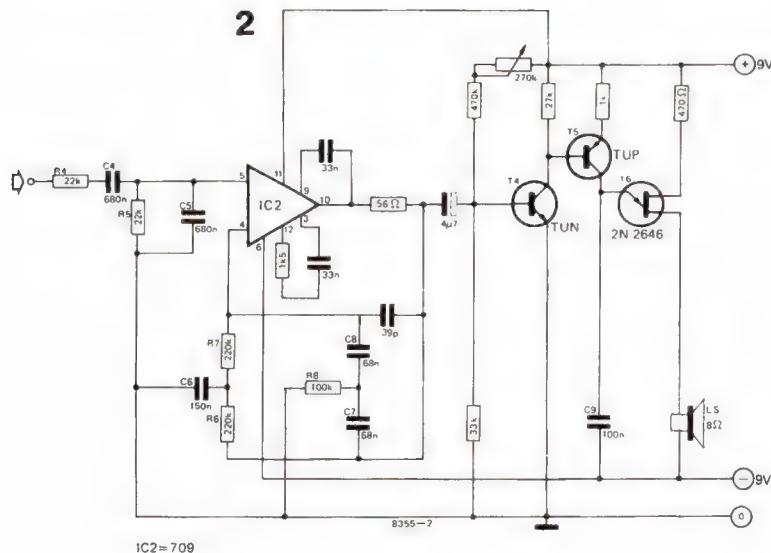 2
9V
270k
470k
27k
1k
470Ω
T5
TUP
33n
R4
22k
C4
680n
5
11
9
10
56Ω
4µ7
T4
TUN
T6
2N 2646
R5
22k
C5
680n
IC2
4
6
12
3
1k5
33n
39p
R7
220k
C8
68n
C6
150n
R8
100k
R6
220k
C7
68n
33k
C9
100n
LS
8Ω
9V
0
8355-2
IC2=709